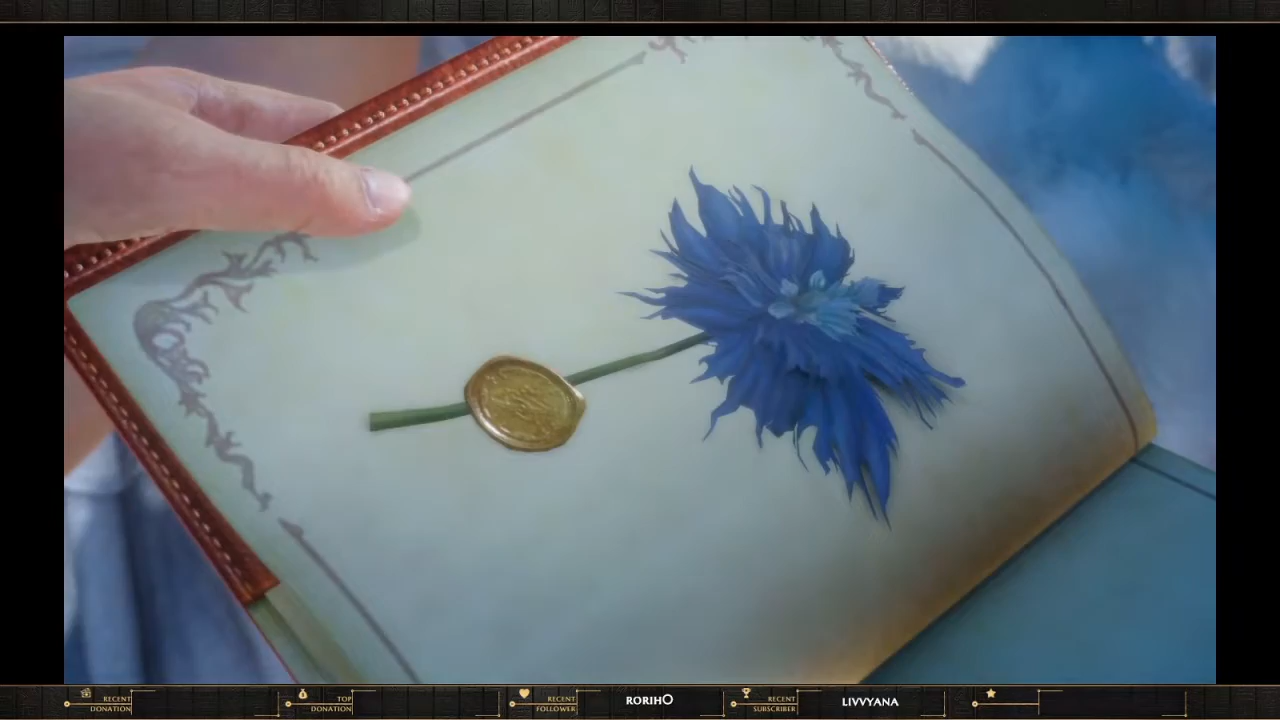 RECENT
DONATION
TOP
DONATION
RECENT
FOLLOWER
RORIHO
RECENT
SUBSCRIBER
LIVVYANA